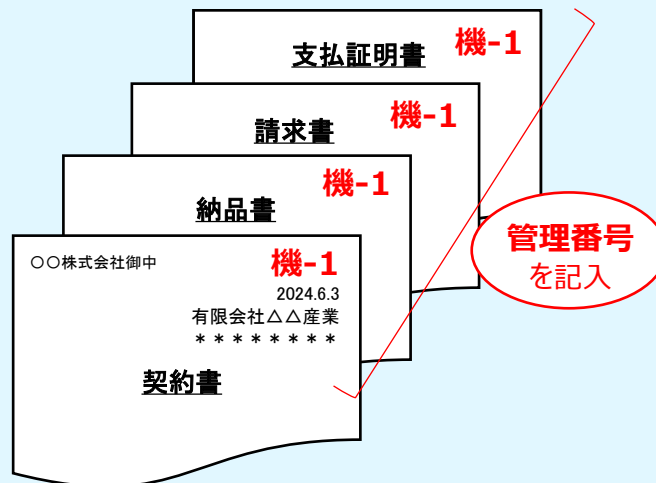 支払証明書 機-1
請求書 機-1
納品書 機-1
〇〇株式会社御中 機-1
2024.6.3
有限会社△△産業
＊＊＊＊＊＊＊＊
契約書
管理番号
を記入